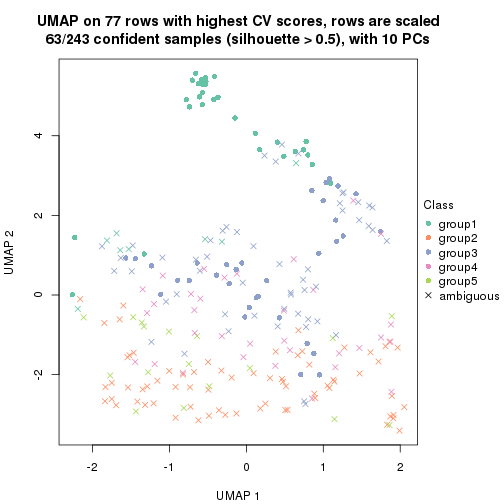 UMAP on 77 rows with highest CV scores, rows are scaled
63/243 confident samples (silhouette > 0.5), with 10 PCs
UMAP 2
4
2
0
-2
-2
-1
0
1
2
UMAP 1
Class
group1
group2
group3
group4
group5
ambiguous